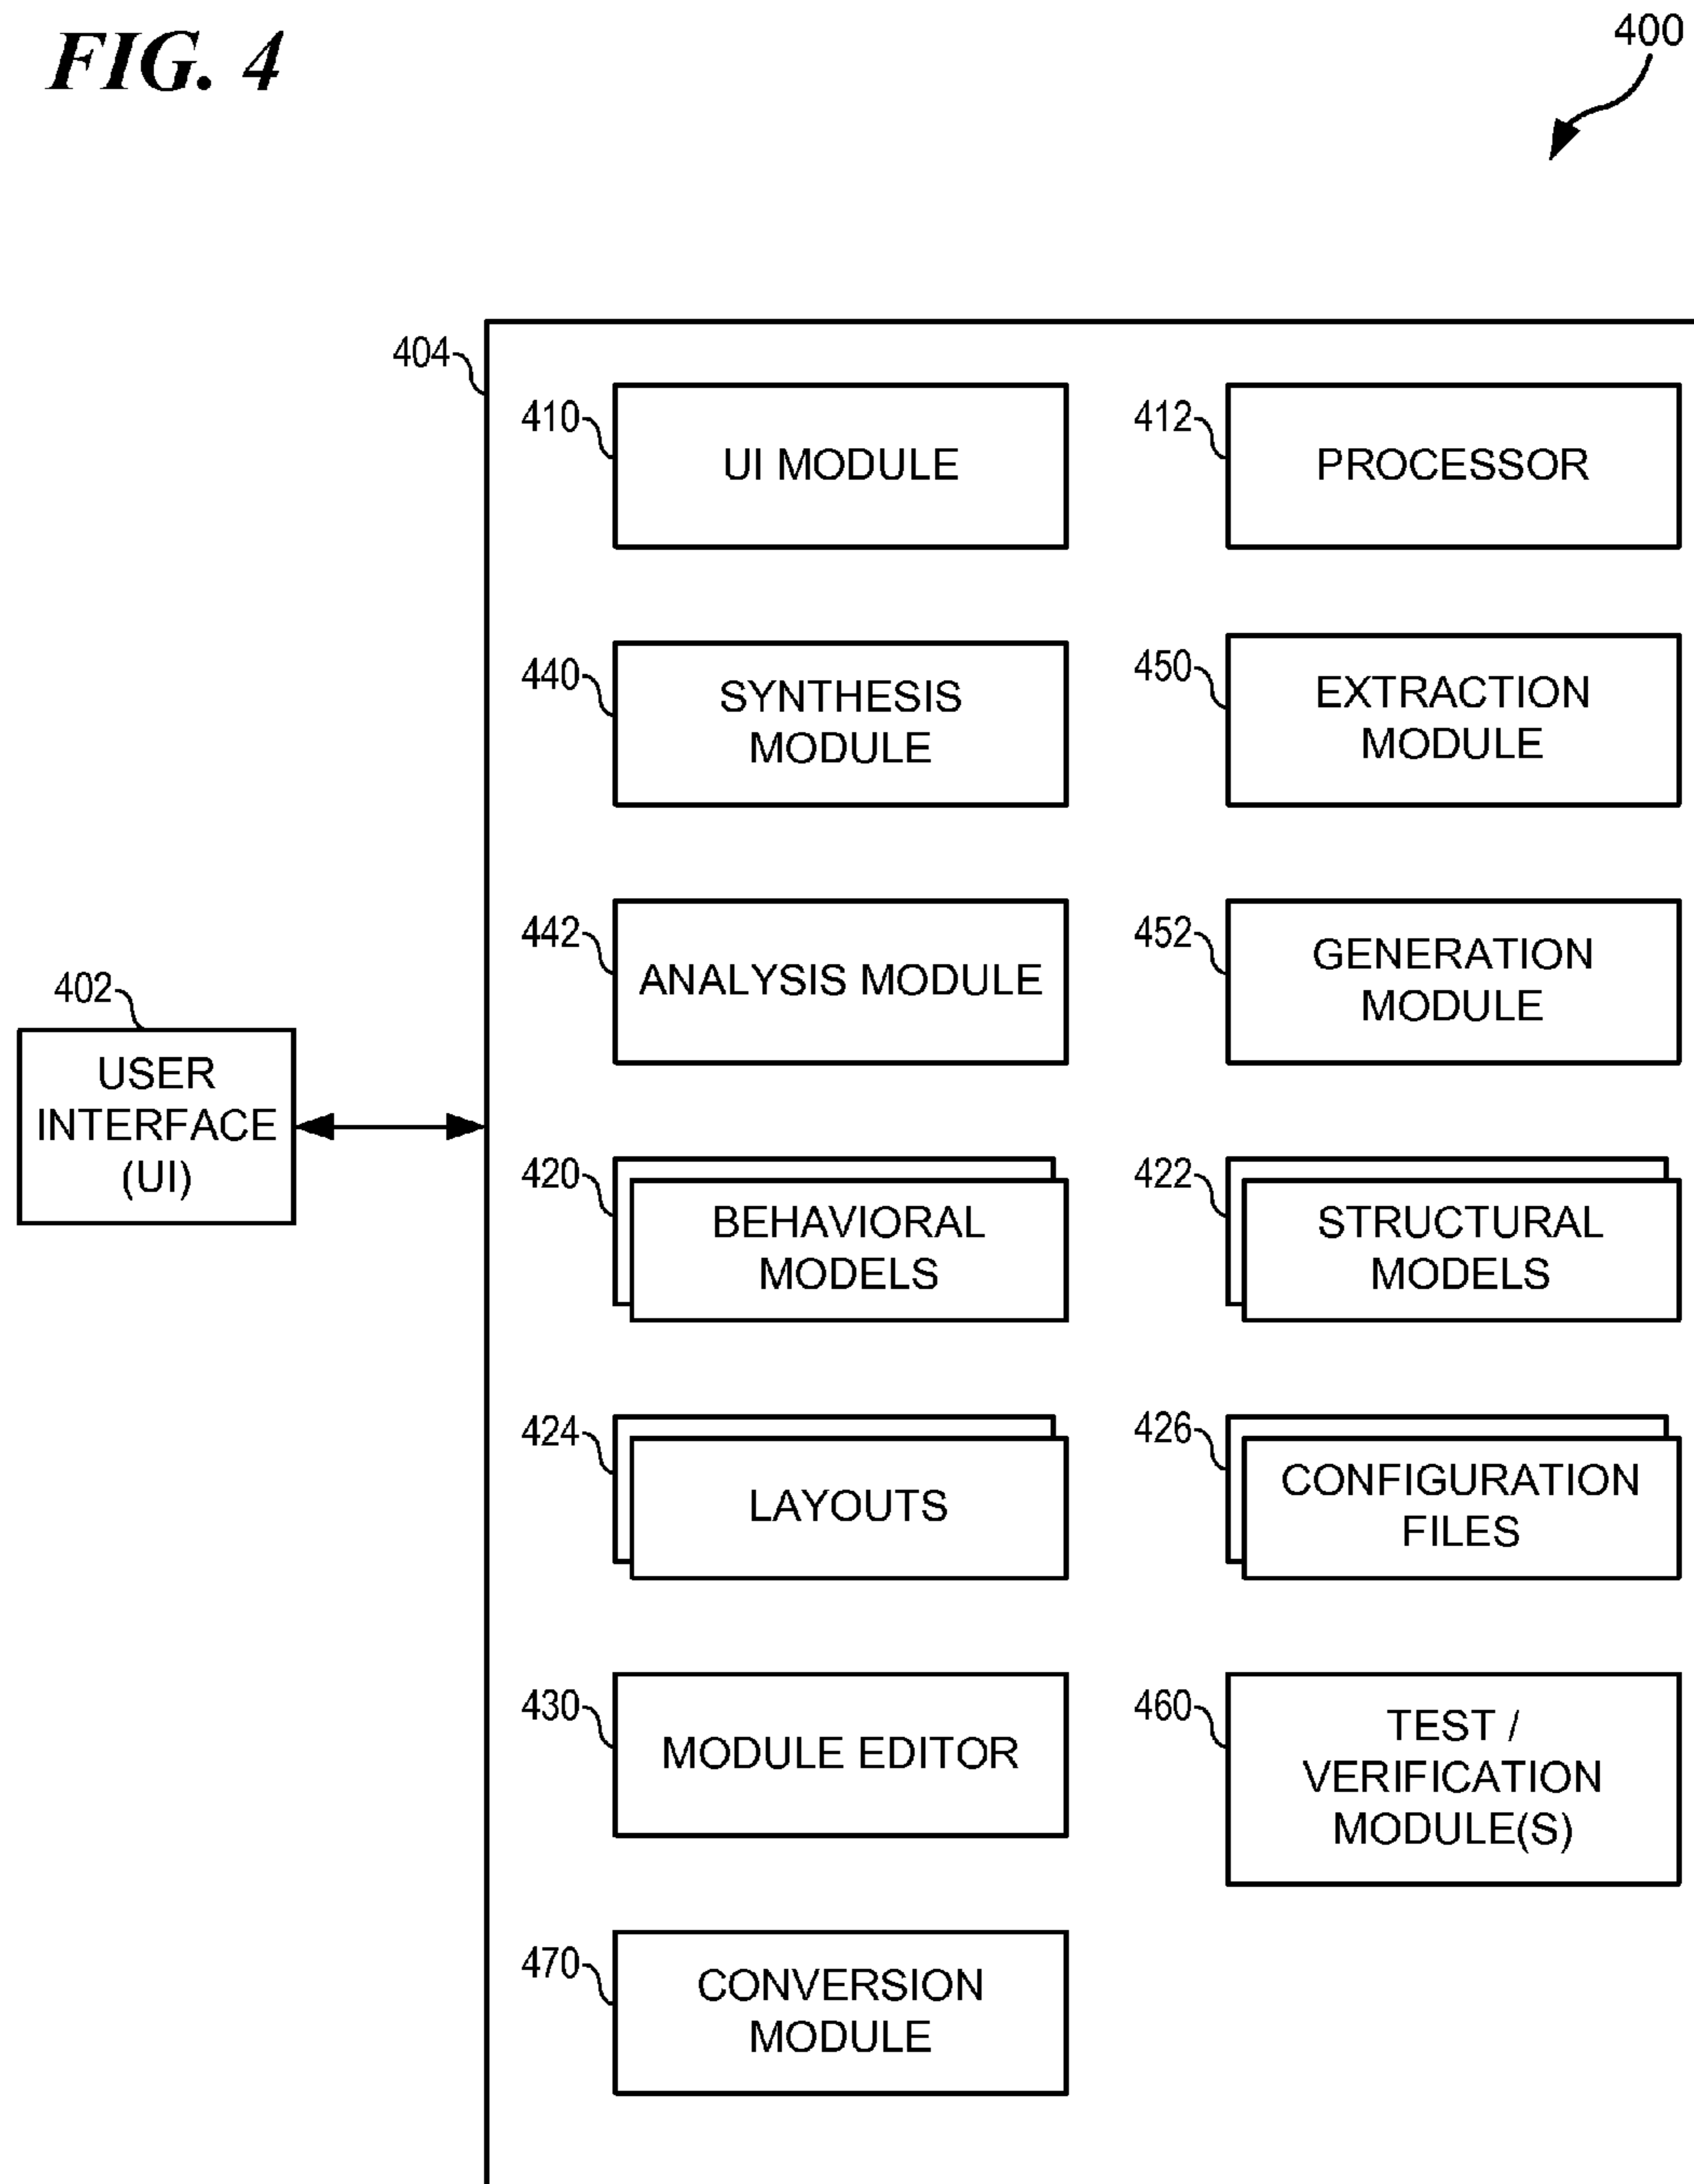 FIG. 4
400
404
410
UI MODULE
412
PROCESSOR
440
SYNTHESIS
MODULE
450
EXTRACTION
MODULE
442
ANALYSIS MODULE
452
GENERATION
MODULE
402
USER
INTERFACE
(UI)
420
BEHAVIORAL
MODELS
422
STRUCTURAL
MODELS
424
LAYOUTS
426
CONFIGURATION
FILES
430
MODULE EDITOR
460
TEST /
VERIFICATION
MODULE(S)
470
CONVERSION
MODULE